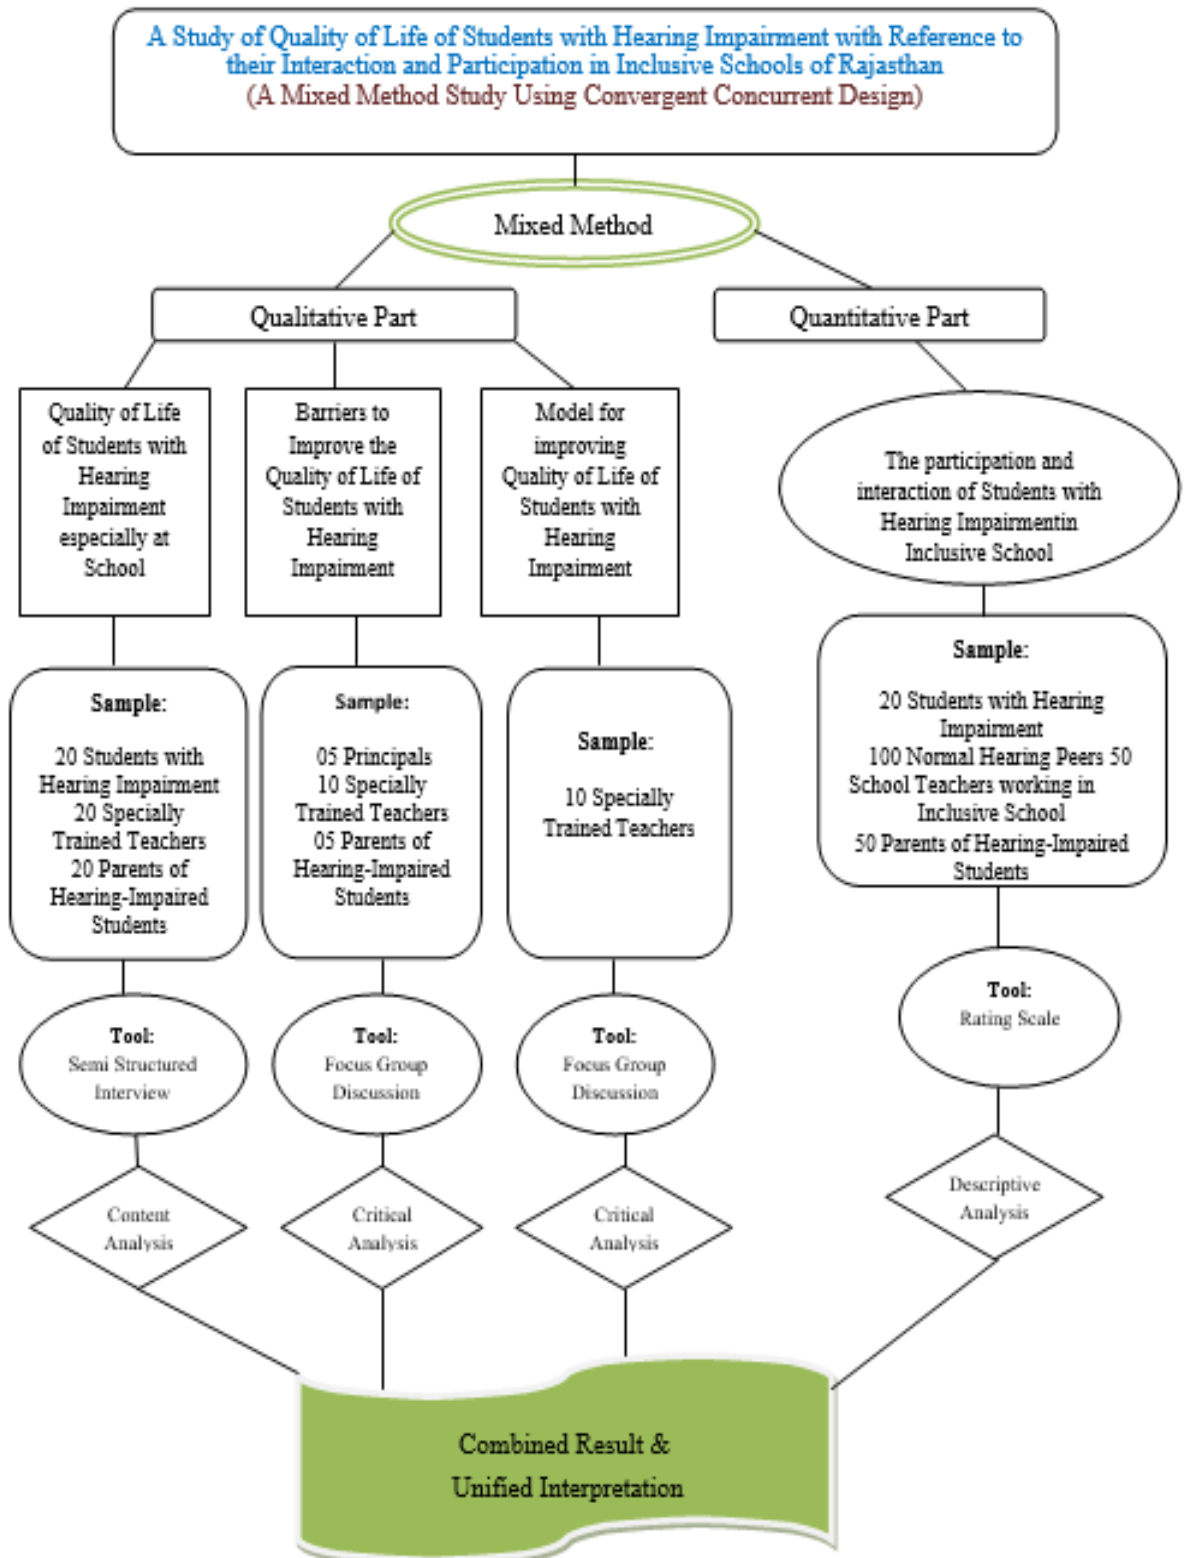 A Study of Quality of Life of Students with Hearing Impairment with Reference to
their Interaction and Participation in Inclusive Schools of Rajasthan
(A Mixed Method Study Using Convergent Concurrent Design)
Mixed Method
Qualitative Part
Quantitative Part
Quality of Life
of Students with
Hearing
Impairment
especially at
School
Barriers to
Improve the
Quality of Life of
Students with
Hearing
Impairment
Model for
improving
Quality of Life of
Students with
Hearing
Impairment
The participation and
interaction of Students with
Hearing Impairmentin
Inclusive School
Sample:
20 Students with
Hearing Impairment
20 Specially
Trained Teachers
20 Parents of
Hearing-Impaired
Students
Sample:
05 Principals
10 Specially
Trained Teachers
05 Parents of
Hearing-Impaired
Students
Sample:
10 Specially
Trained Teachers
Sample:
20 Students with Hearing
Impairment
100 Normal Hearing Peers 50
School Teachers working in
Inclusive School
50 Parents of Hearing-Impaired
Students
Tool:
Semi Structured
Interview
Tool:
Focus Group
Discussion
Tool:
Focus Group
Discussion
Tool:
Rating Scale
Content
Analysis
Critical
Analysis
Critical
Analysis
Descriptive
Analysis
Combined Result &
Unified Interpretation